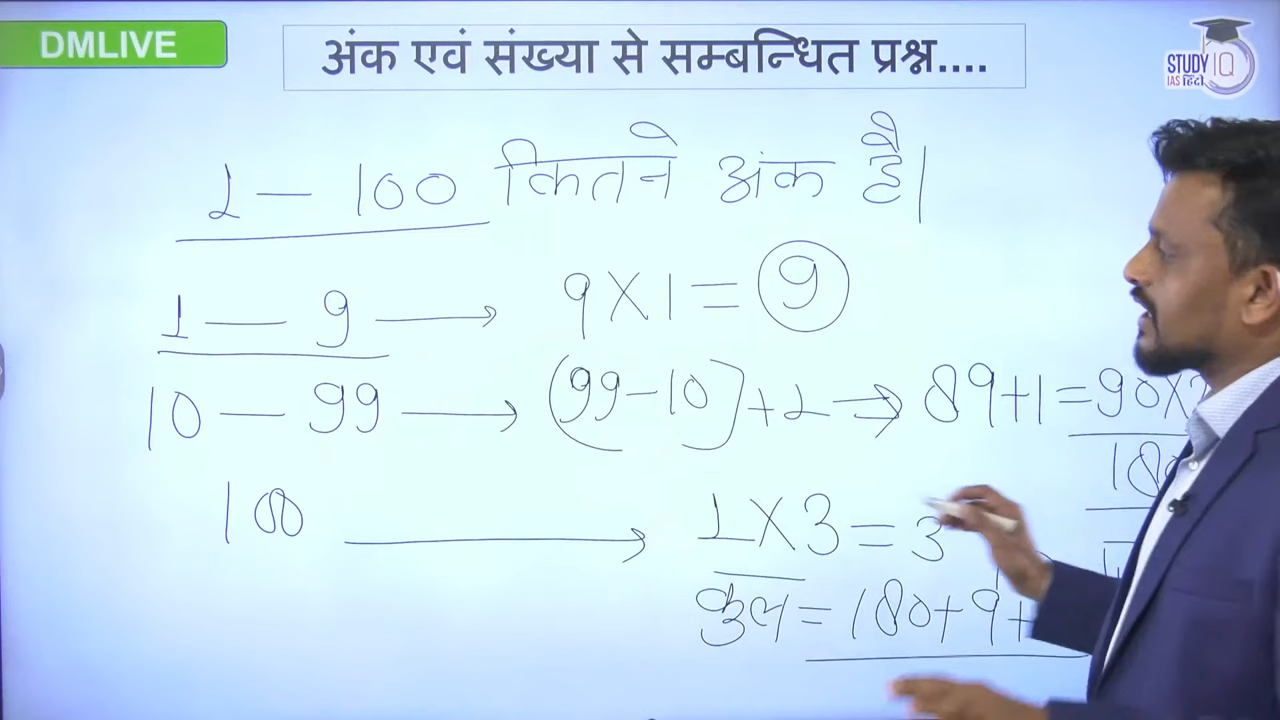 DMLIVE
अंक एवं संख्या से सम्बन्धित प्रश्न....
STUDY IQ
IAS हिंदी
1 — 100 कितने अंक है।
1 — 9 → 9 X 1 = 9
10 — 99 → (99-10)+1 ⇒ 89+1 = 90 X
100 → 1 X 3 = 3
कुल = 180 + 9 +